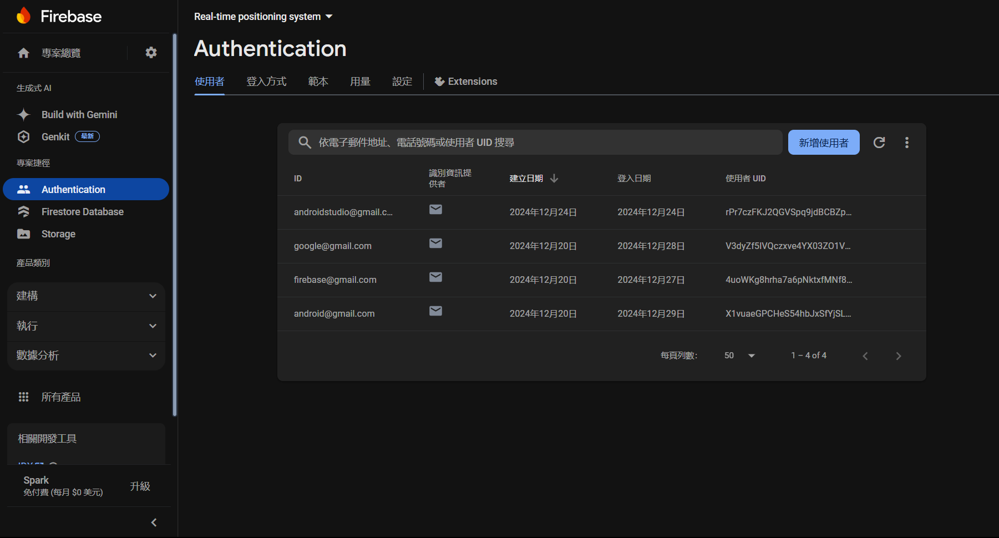 Firebase
專案總覽
生成式 AI
Build with Gemini
Genkit 最新
專案捷徑
Authentication
Firestore Database
Storage
產品類別
建構
執行
數據分析
所有產品
相關開發工具
Spark
免付費 (每月 $0 美元)
升級
Real-time positioning system
Authentication
使用者 登入方式 範本 用量 設定 Extensions
依電子郵件地址、電話號碼或使用者 UID 搜尋
新增使用者
ID 識別資訊提供者 建立日期 登入日期 使用者 UID
androidstudio@gmail.c... 2024年12月24日 2024年12月24日 rPr7czFKJ2QGVSpq9jdBCBZp...
google@gmail.com 2024年12月20日 2024年12月28日 V3dyZf5lVQczxve4YX03ZO1V...
firebase@gmail.com 2024年12月20日 2024年12月27日 4uoWKg8hrha7a6pNktxfMNf8...
android@gmail.com 2024年12月20日 2024年12月29日 X1vuaeGPCHeS54hbJxSfYjSL...
每頁列數： 50 1 – 4 of 4